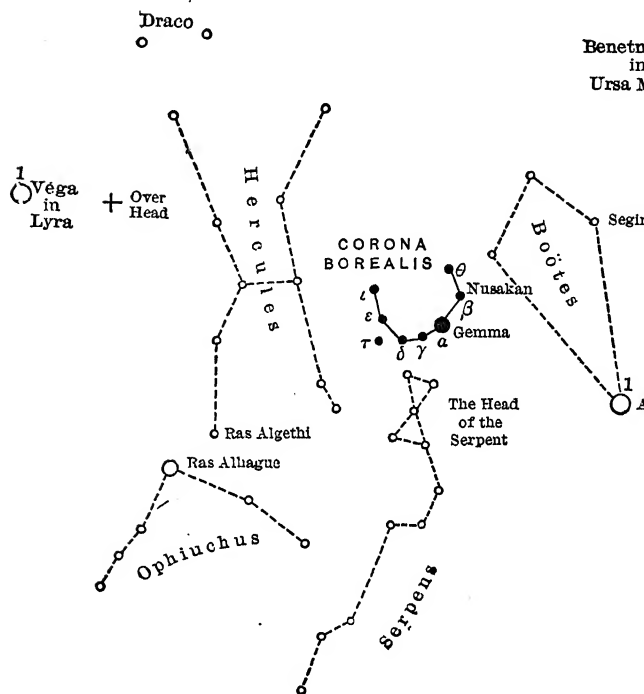 Draco
Benetn
in
Ursa M
1
Véga
in
Lyra
+ Over
Head
Hercules
CORONA
BOREALIS
θ
Nusakan
β
Gemma
α
γ
δ
ε
ι
τ
Boötes
Segin
1
A
The Head
of the
Serpent
Ras Algethi
Ras Alhague
Ophiuchus
Serpens